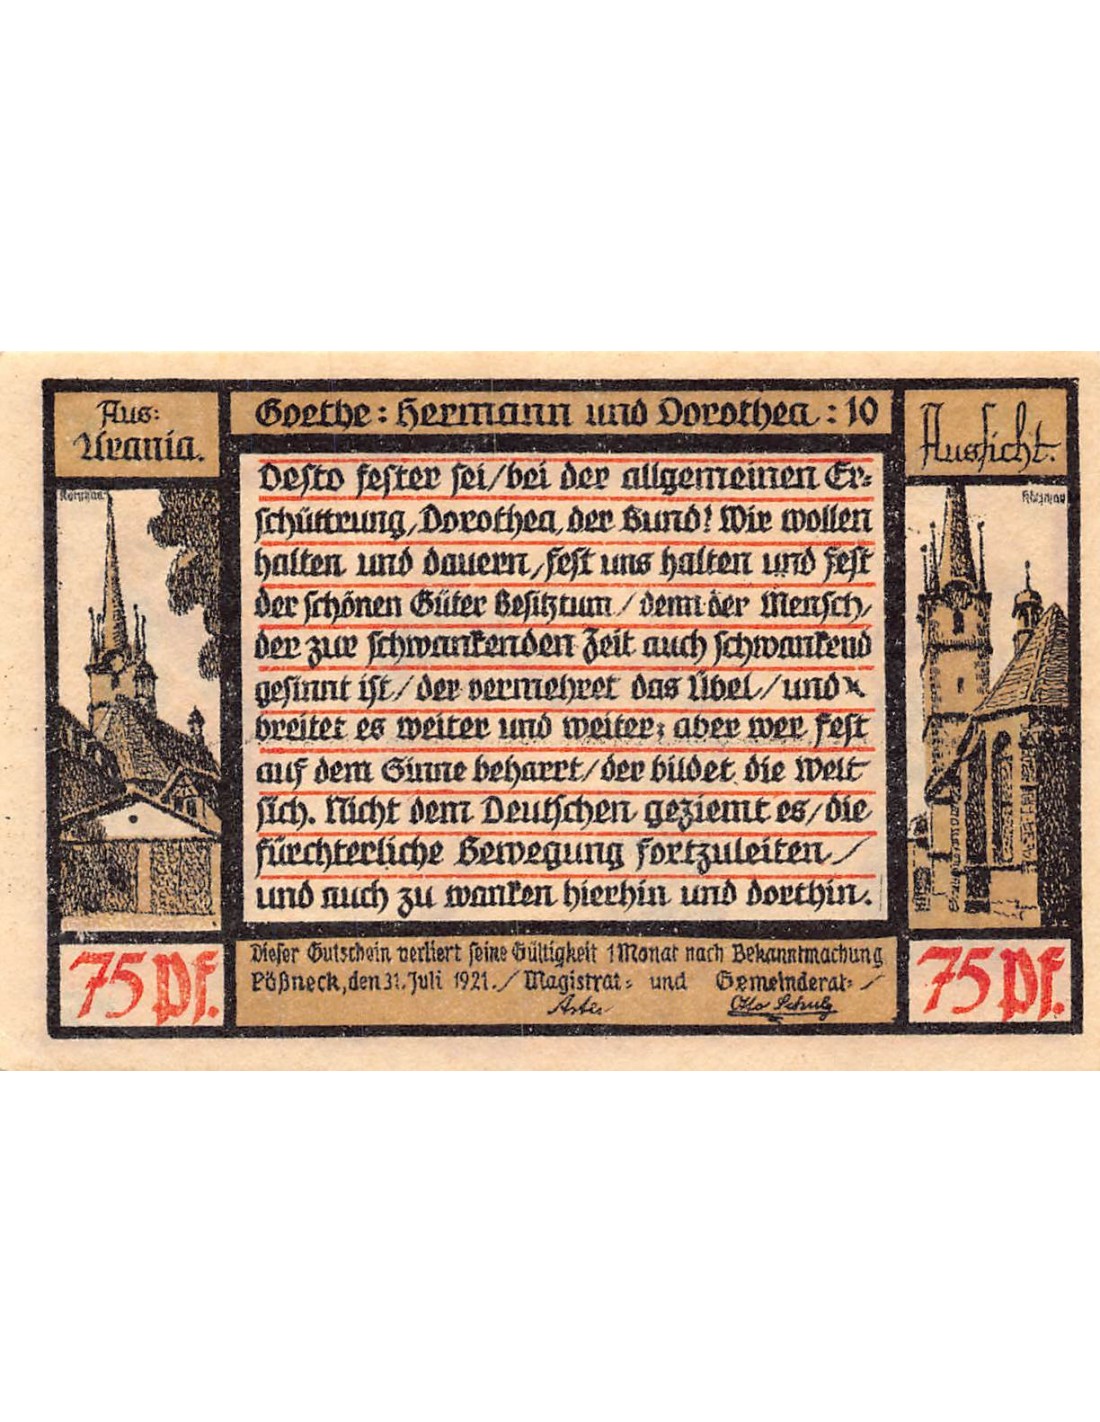 Aus:
Urania.
Goethe: Hermann und Dorothea: 10
Aussicht.
Desto fester sei/bei der allgemeinen Er=
schüttrung, Dorothea, der Bund! Wir wollen
halten und dauern, fest uns halten und fest
der schönen Güter Besitztum/denn der Mensch,
der zur schwankenden Zeit auch schwankend
gesinnt ist/der vermehret das Übel/und
breitet es weiter und weiter; aber wer fest
auf dem Sinne beharrt/der bildet die Welt
sich. Nicht dem Deutschen geziemt es/die
fürchterliche Bewegung fortzuleiten/
und auch zu wanken hierhin und dorthin.
75 Pf.
Dieser Gutschein verliert seine Gültigkeit 1 Monat nach Bekanntmachung
Pößneck, den 31. Juli 1921./Magistrat= und Gemeinderat=/
Otto Schulz
75 Pf.